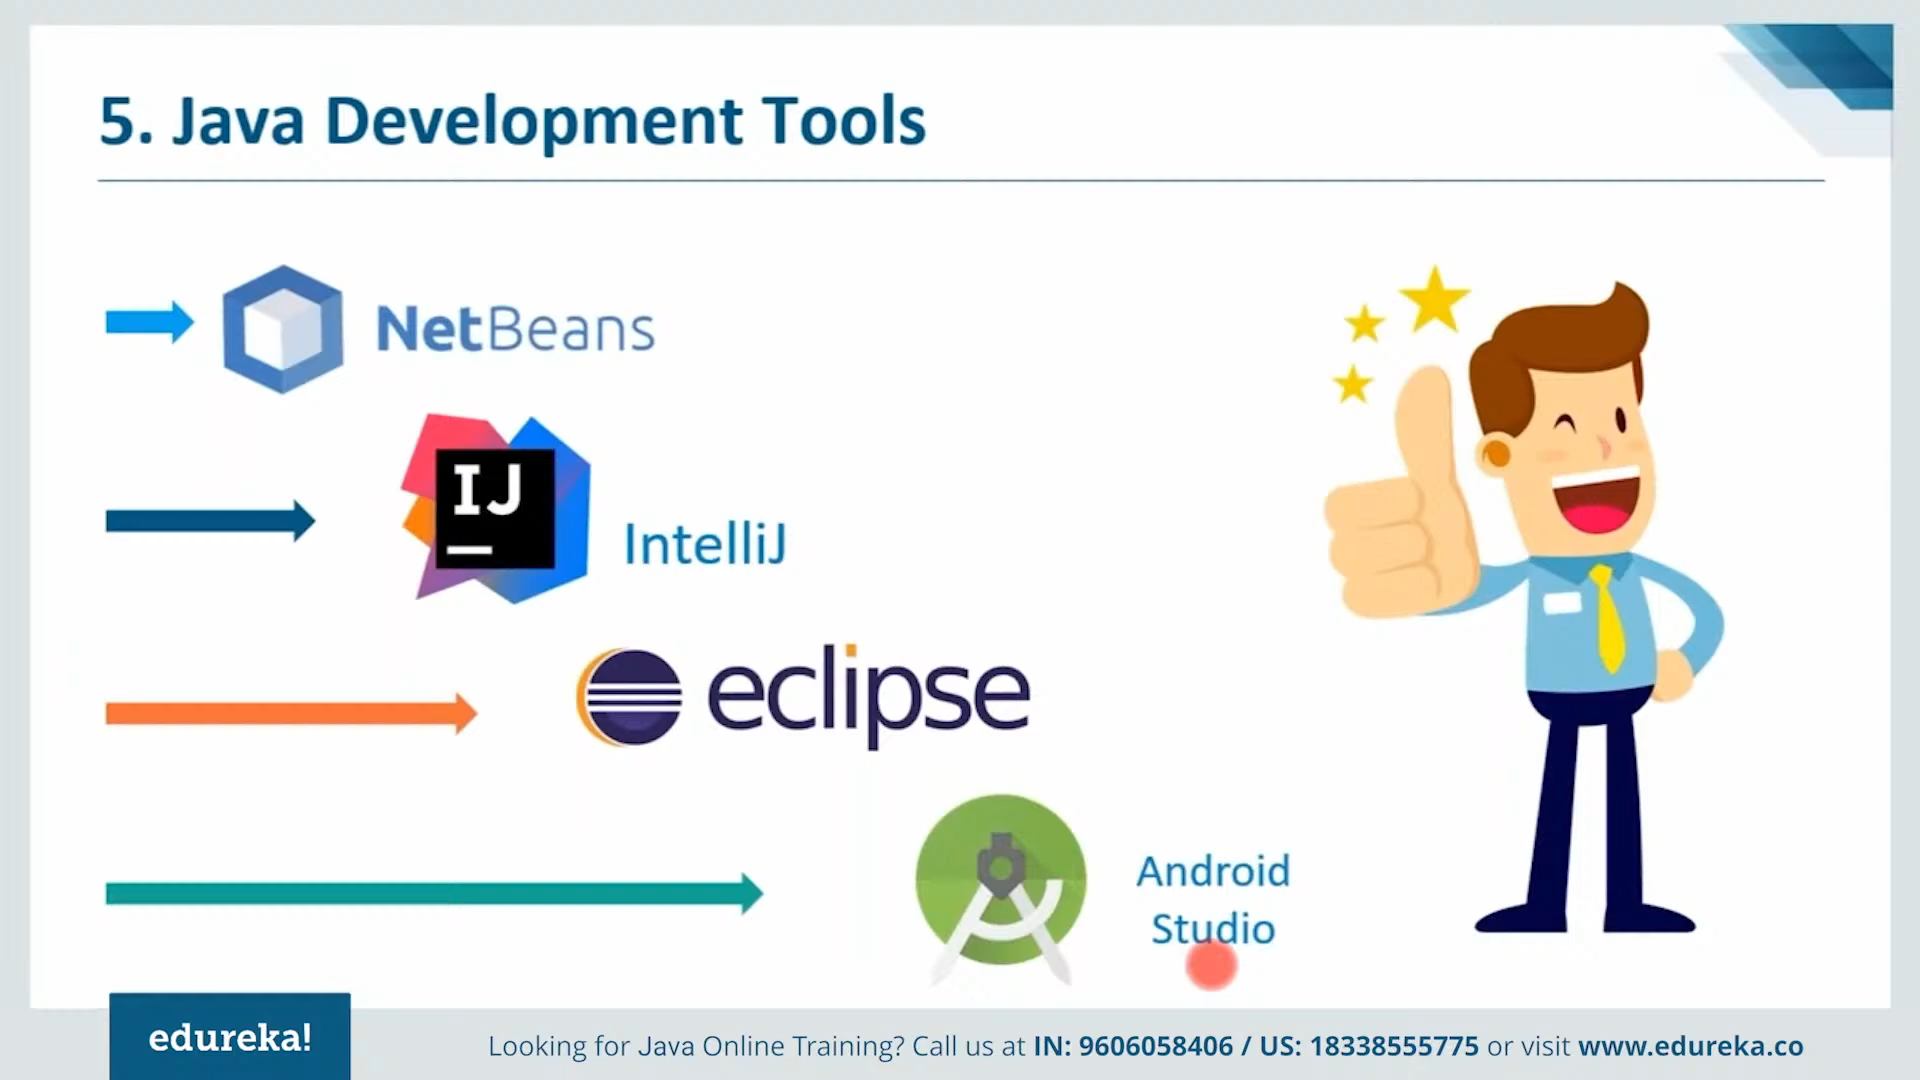 5. Java Development Tools
NetBeans
IJ
IntelliJ
eclipse
Android
Studio
edureka!
Looking for Java Online Training? Call us at IN: 9606058406 / US: 18338555775 or visit www.edureka.co